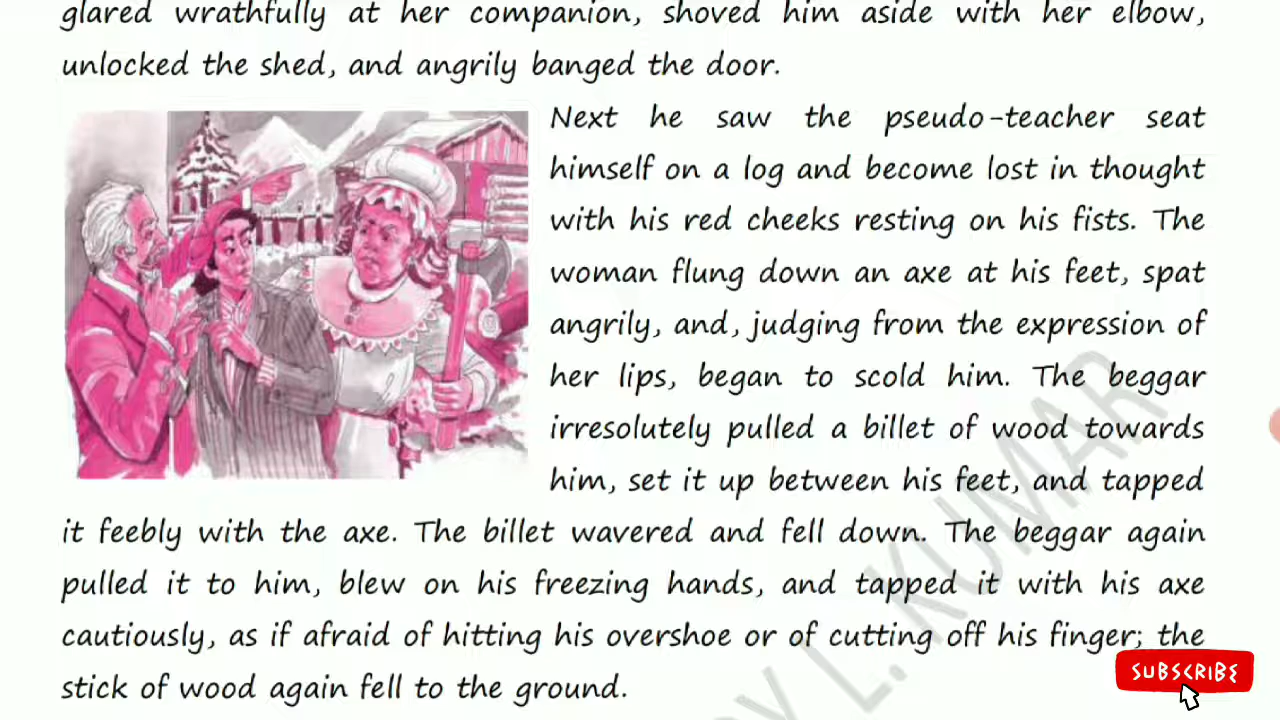 glared wrathfully at her companion, shoved him aside with her elbow,
unlocked the shed, and angrily banged the door.
Next he saw the pseudo-teacher seat
himself on a log and become lost in thought
with his red cheeks resting on his fists. The
woman flung down an axe at his feet, spat
angrily, and, judging from the expression of
her lips, began to scold him. The beggar
irresolutely pulled a billet of wood towards
him, set it up between his feet, and tapped
it feebly with the axe. The billet wavered and fell down. The beggar again
pulled it to him, blew on his freezing hands, and tapped it with his axe
cautiously, as if afraid of hitting his overshoe or of cutting off his finger; the
stick of wood again fell to the ground.
L. KUMAR
SUBSCRIBE